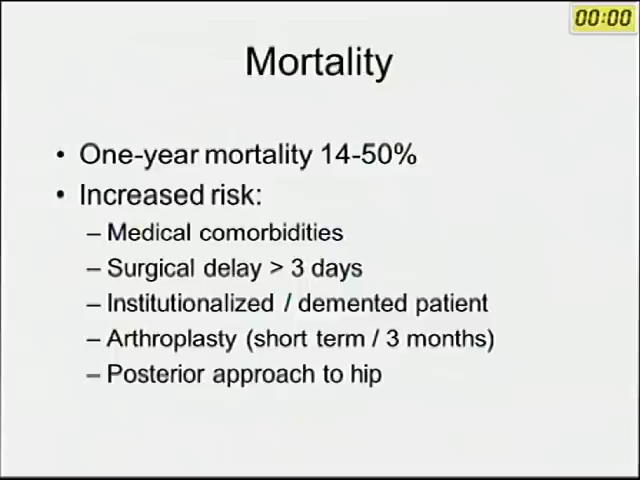 00:00
Mortality
• One-year mortality 14-50%
• Increased risk:
– Medical comorbidities
– Surgical delay > 3 days
– Institutionalized / demented patient
– Arthroplasty (short term / 3 months)
– Posterior approach to hip